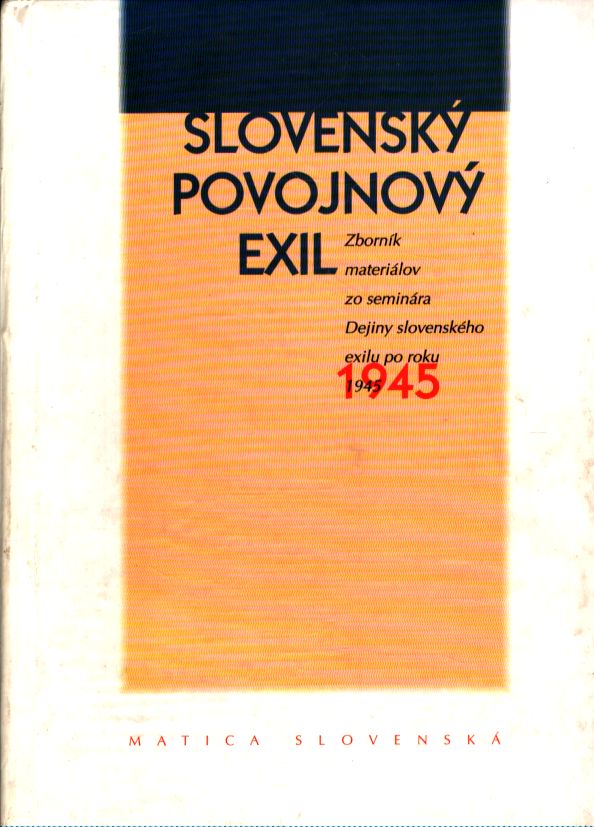 SLOVENSKÝ
POVOJNOVÝ
EXIL
Zborník
materiálov
zo seminára
Dejiny slovenského
exilu po roku
1945
1945
MATICA SLOVENSKÁ